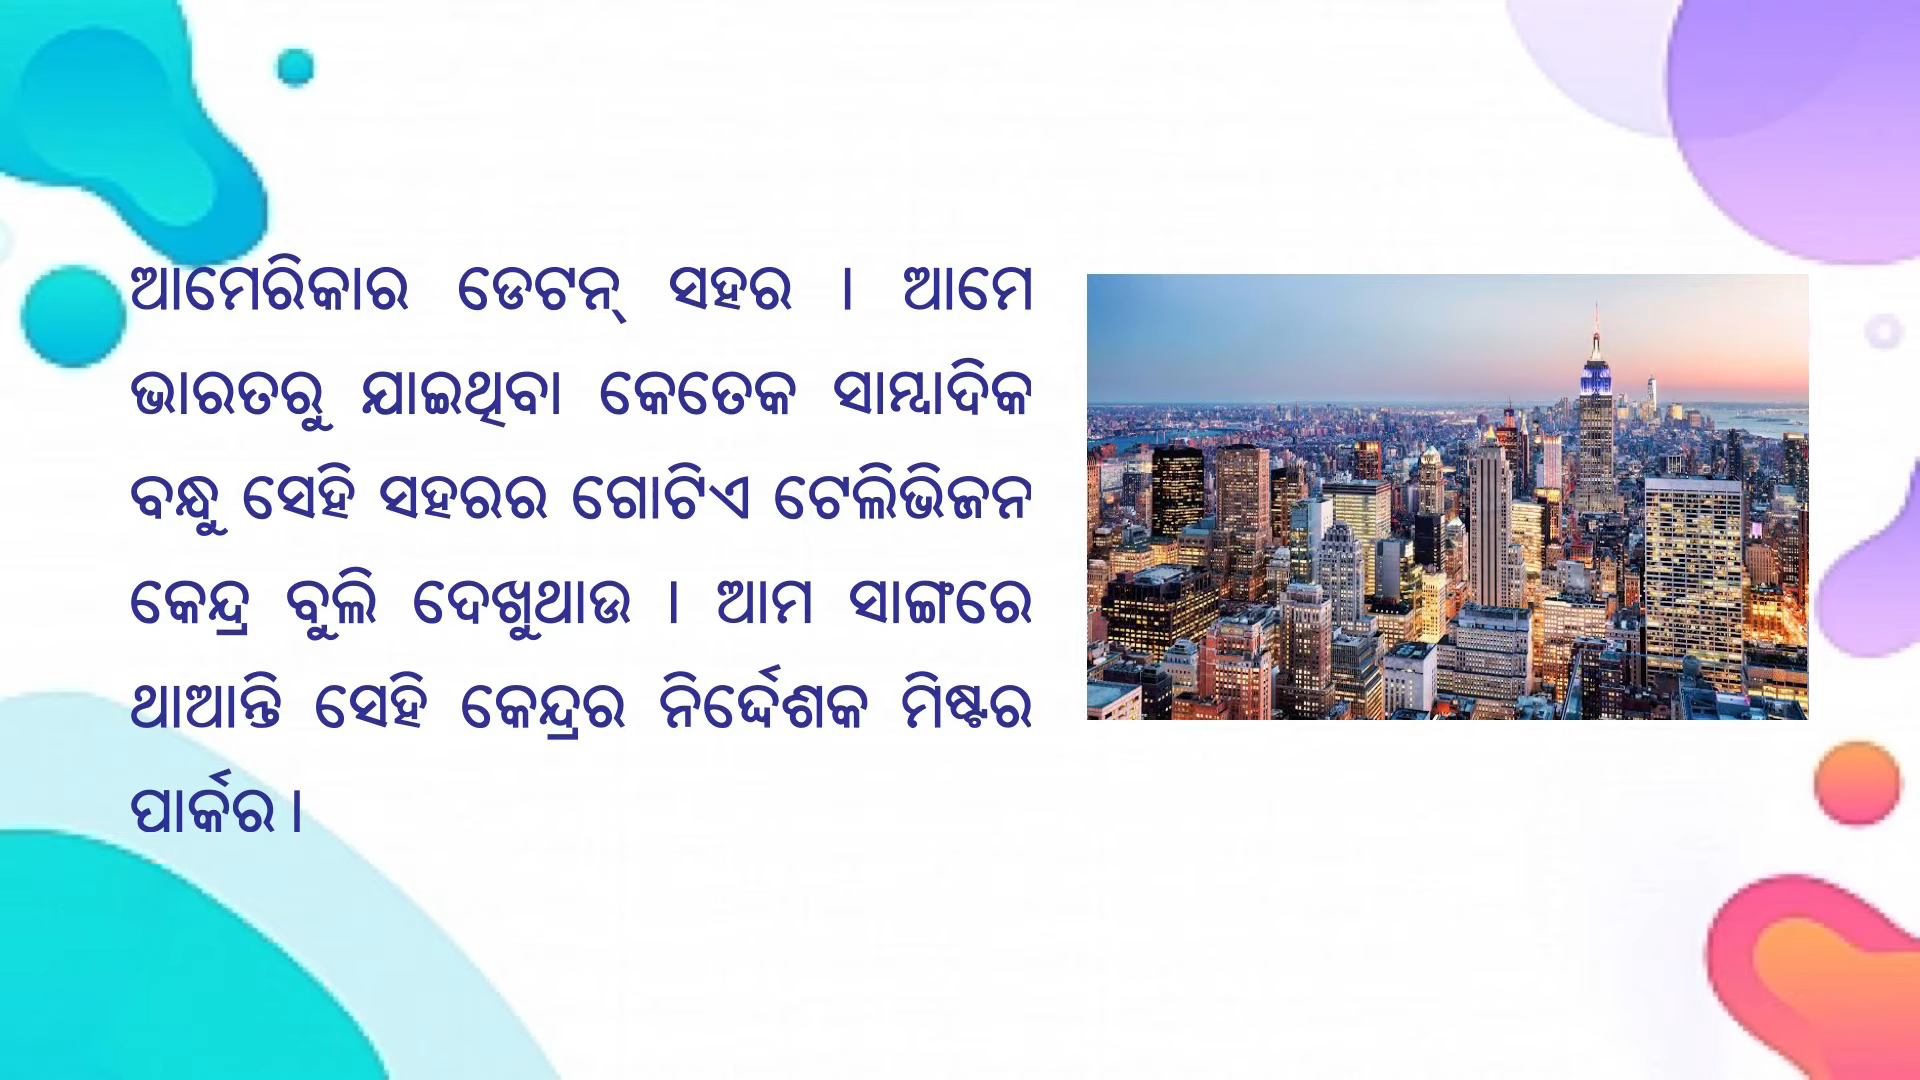 ଆମେରିକାର ଡେଟନ୍ ସହର । ଆମେ
ଭାରତରୁ ଯାଇଥିବା କେତେକ ସାମ୍ବାଦିକ
ବନ୍ଧୁ ସେହି ସହରର ଗୋଟିଏ ଟେଲିଭିଜନ
କେନ୍ଦ୍ର ବୁଲି ଦେଖୁଥାଉ । ଆମ ସାଙ୍ଗରେ
ଥାଆନ୍ତି ସେହି କେନ୍ଦ୍ରର ନିର୍ଦ୍ଦେଶକ ମିଷ୍ଟର
ପାର୍କର ।